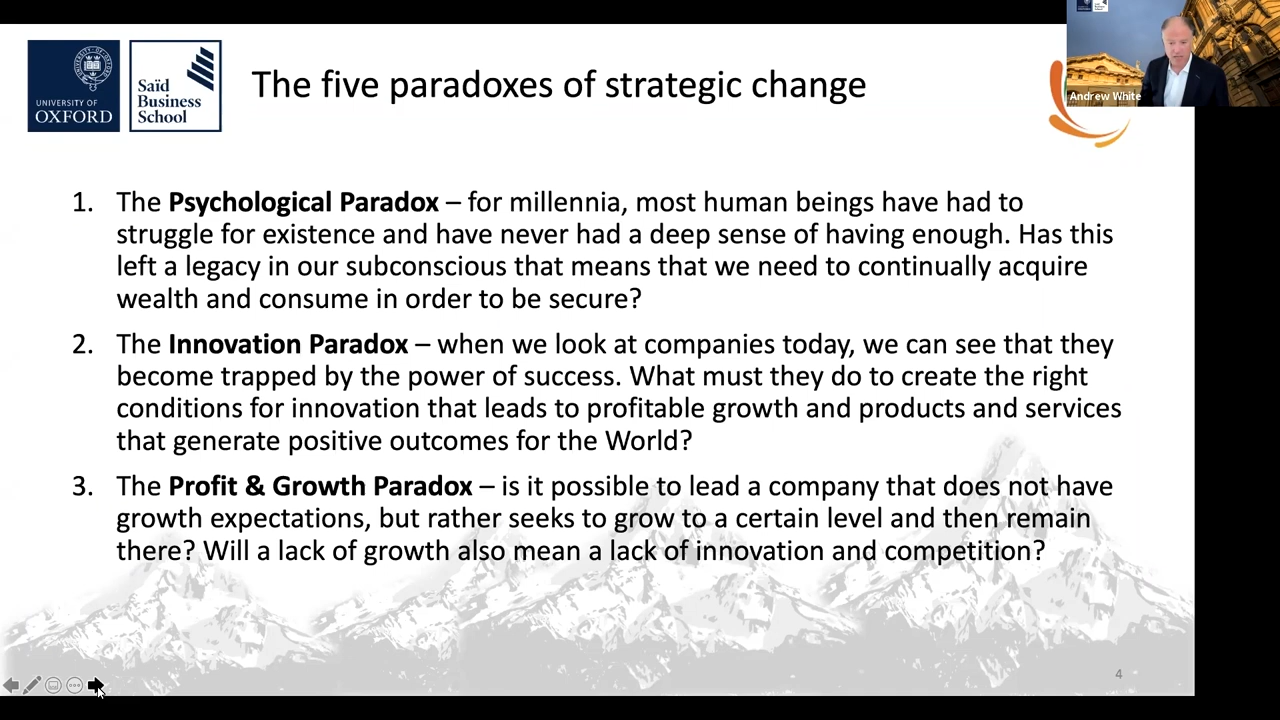 UNIVERSITY OF
OXFORD
Saïd
Business
School
The five paradoxes of strategic change
Andrew White
1. The Psychological Paradox – for millennia, most human beings have had to
struggle for existence and have never had a deep sense of having enough. Has this
left a legacy in our subconscious that means that we need to continually acquire
wealth and consume in order to be secure?
2. The Innovation Paradox – when we look at companies today, we can see that they
become trapped by the power of success. What must they do to create the right
conditions for innovation that leads to profitable growth and products and services
that generate positive outcomes for the World?
3. The Profit & Growth Paradox – is it possible to lead a company that does not have
growth expectations, but rather seeks to grow to a certain level and then remain
there? Will a lack of growth also mean a lack of innovation and competition?
4